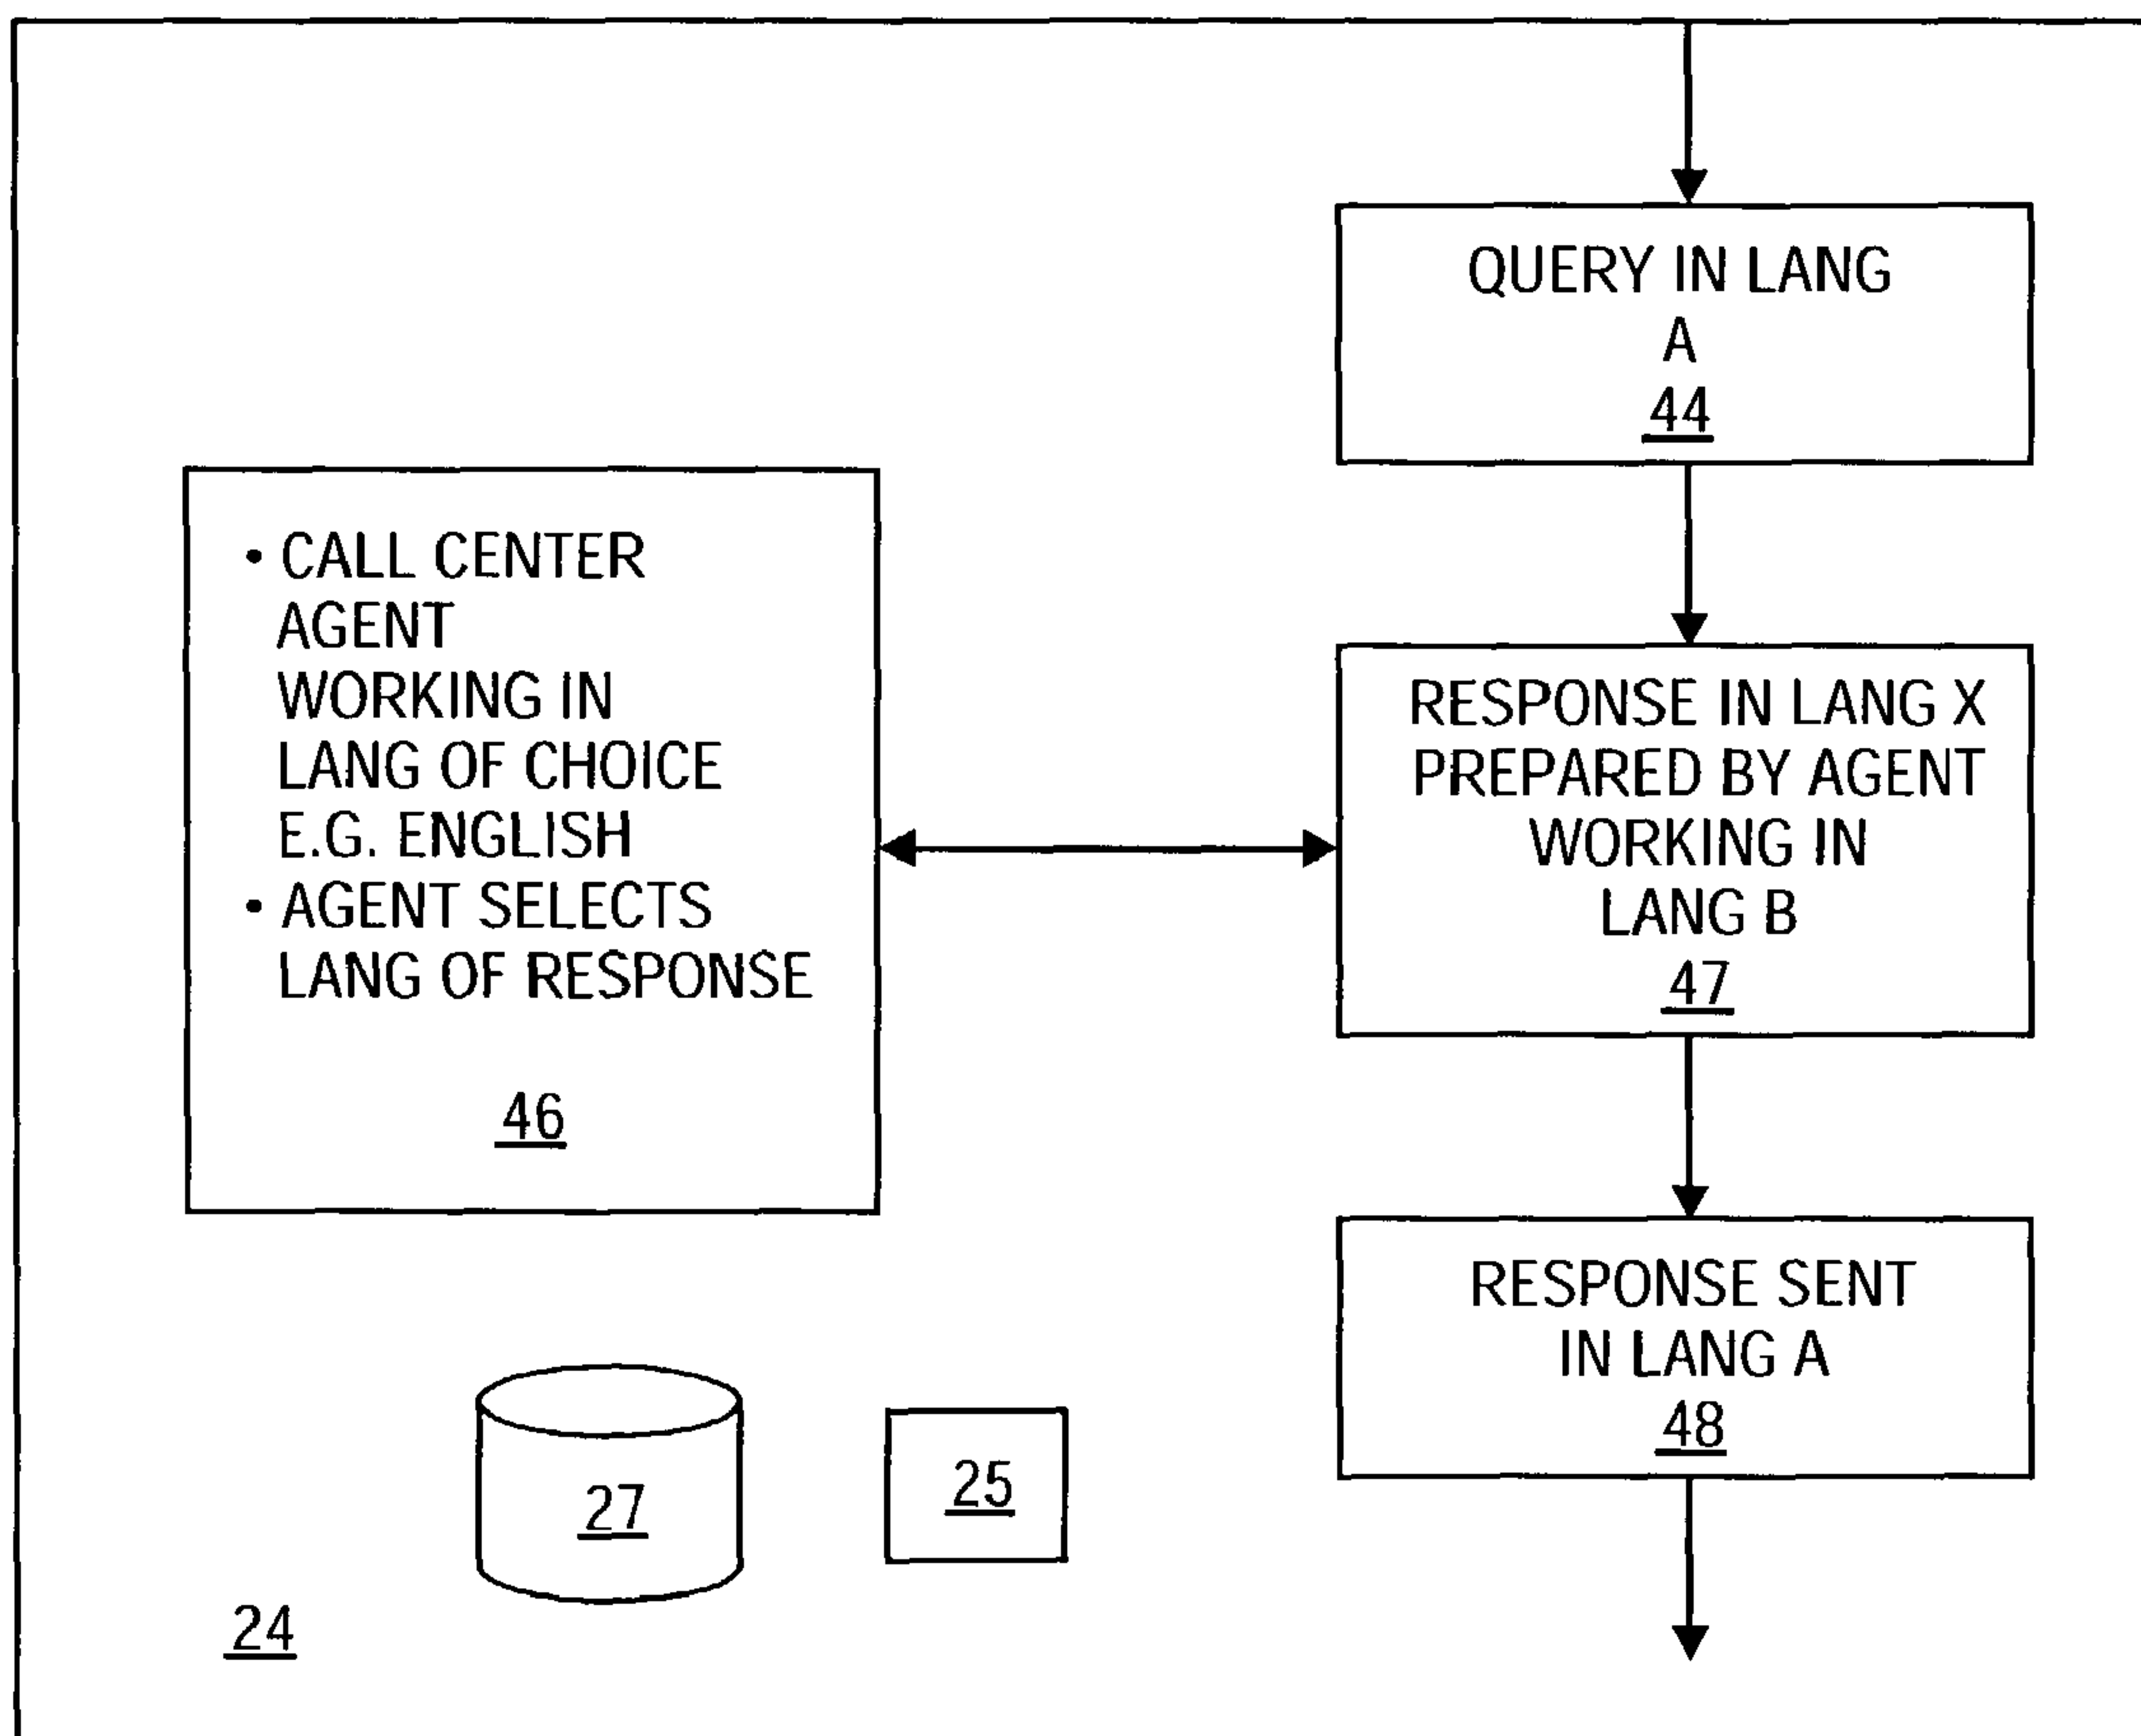 QUERY IN LANG
A
44
• CALL CENTER
AGENT
WORKING IN
LANG OF CHOICE
E.G. ENGLISH
• AGENT SELECTS
LANG OF RESPONSE
46
RESPONSE IN LANG X
PREPARED BY AGENT
WORKING IN
LANG B
47
RESPONSE SENT
IN LANG A
48
27
25
24